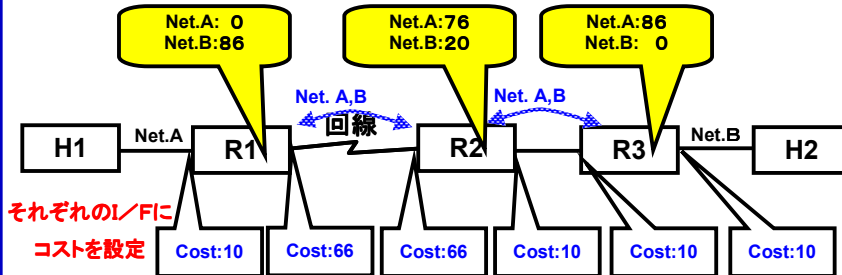 Net.A: 0
Net.B:86
Net.A:76
Net.B:20
Net.A:86
Net.B: 0
Net. A,B
Net. A,B
回線
H1
Net.A
R1
R2
R3
Net.B
H2
それぞれのI/Fに
コストを設定
Cost:10
Cost:66
Cost:66
Cost:10
Cost:10
Cost:10